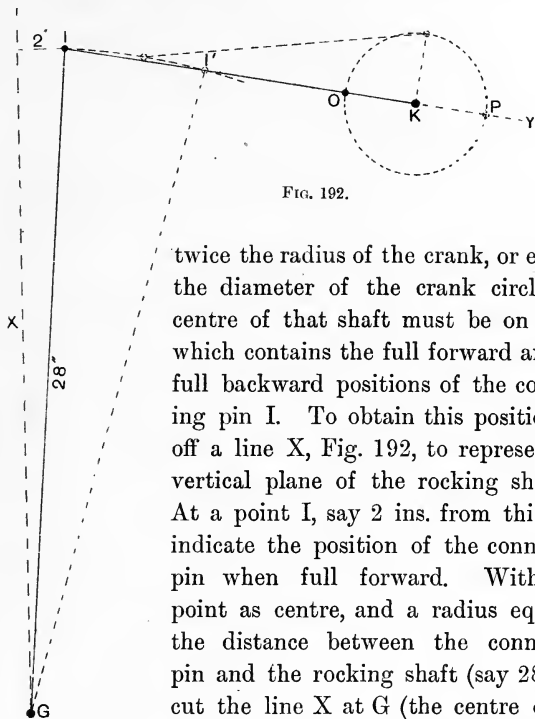 2"
I
I'
O
K
P
Y
FIG. 192.
X
28"
G
twice the radius of the crank, or e
the diameter of the crank circl
centre of that shaft must be on
which contains the full forward a
full backward positions of the co
ing pin I. To obtain this positio
off a line X, Fig. 192, to represe
vertical plane of the rocking sh
At a point I, say 2 ins. from thi
indicate the position of the conn
pin when full forward. With
point as centre, and a radius eq
the distance between the conn
pin and the rocking shaft (say 28
cut the line X at G (the centre